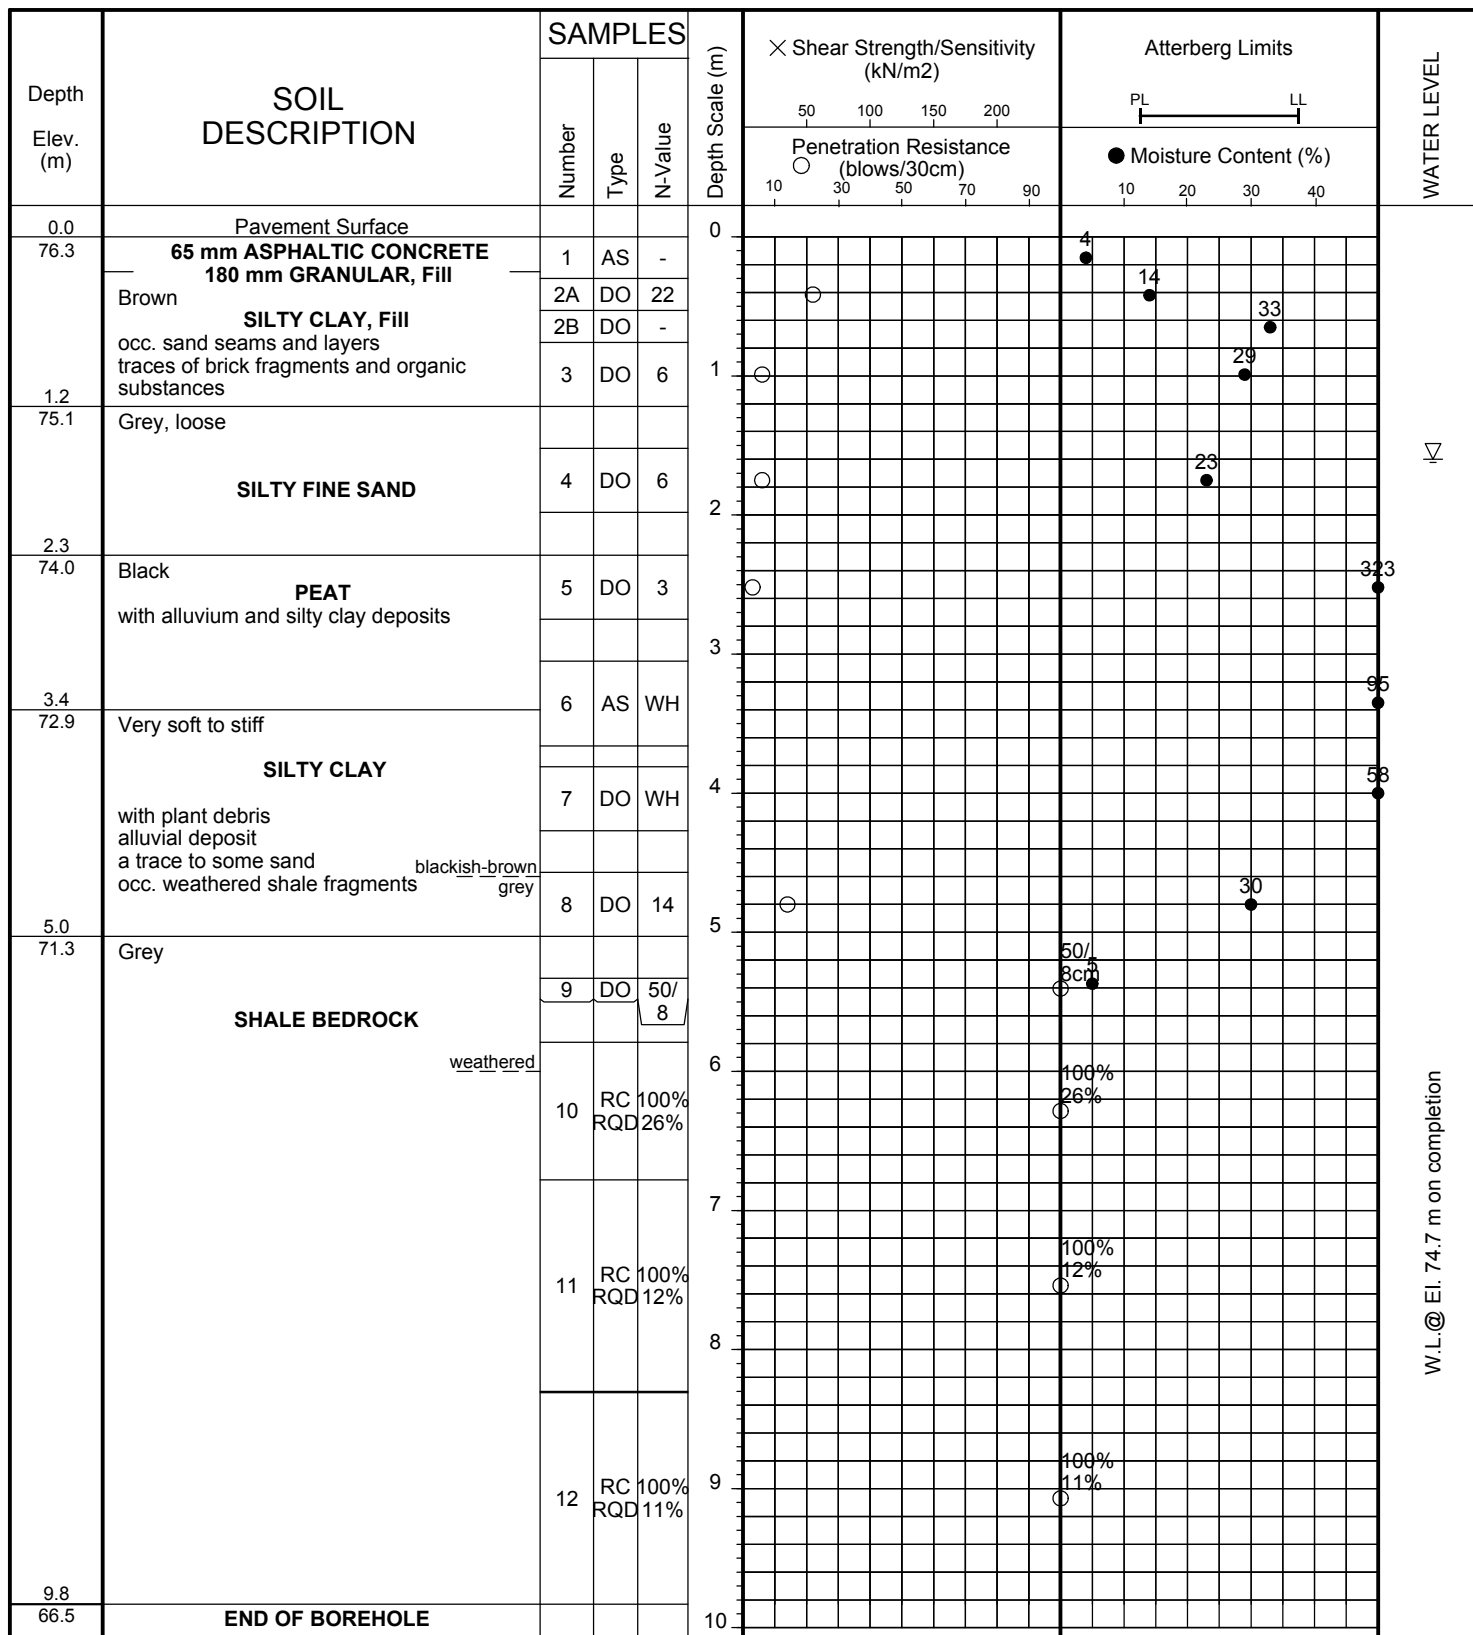 Depth
Elev.
(m)
SOIL
DESCRIPTION
SAMPLES
Number
Type
N-Value
Depth Scale (m)
× Shear Strength/Sensitivity
(kN/m2)
50 100 150 200
Penetration Resistance
(blows/30cm)
10 30 50 70 90
Atterberg Limits
PL LL
Moisture Content (%)
10 20 30 40
WATER LEVEL
0.0 Pavement Surface
0
76.3 65 mm ASPHALTIC CONCRETE
180 mm GRANULAR, Fill
1 AS -
4
Brown
2A DO 22
14
SILTY CLAY, Fill
2B DO -
33
occ. sand seams and layers
traces of brick fragments and organic
substances
3 DO 6
1
29
1.2
75.1 Grey, loose
SILTY FINE SAND
4 DO 6
23
2
2.3
74.0 Black
PEAT
with alluvium and silty clay deposits
5 DO 3
323
3
3.4
6 AS WH
95
72.9 Very soft to stiff
SILTY CLAY
with plant debris
alluvial deposit
a trace to some sand
occ. weathered shale fragments
7 DO WH
4
58
blackish-brown
grey
8 DO 14
30
5.0
5
71.3 Grey
SHALE BEDROCK
9 DO 50/
8
50/
8cm
5
weathered
6
10 RC 100%
RQD 26%
100%
26%
7
11 RC 100%
RQD 12%
100%
12%
8
12 RC 100%
RQD 11%
9
100%
11%
9.8
66.5 END OF BOREHOLE
10
W.L.@ El. 74.7 m on completion